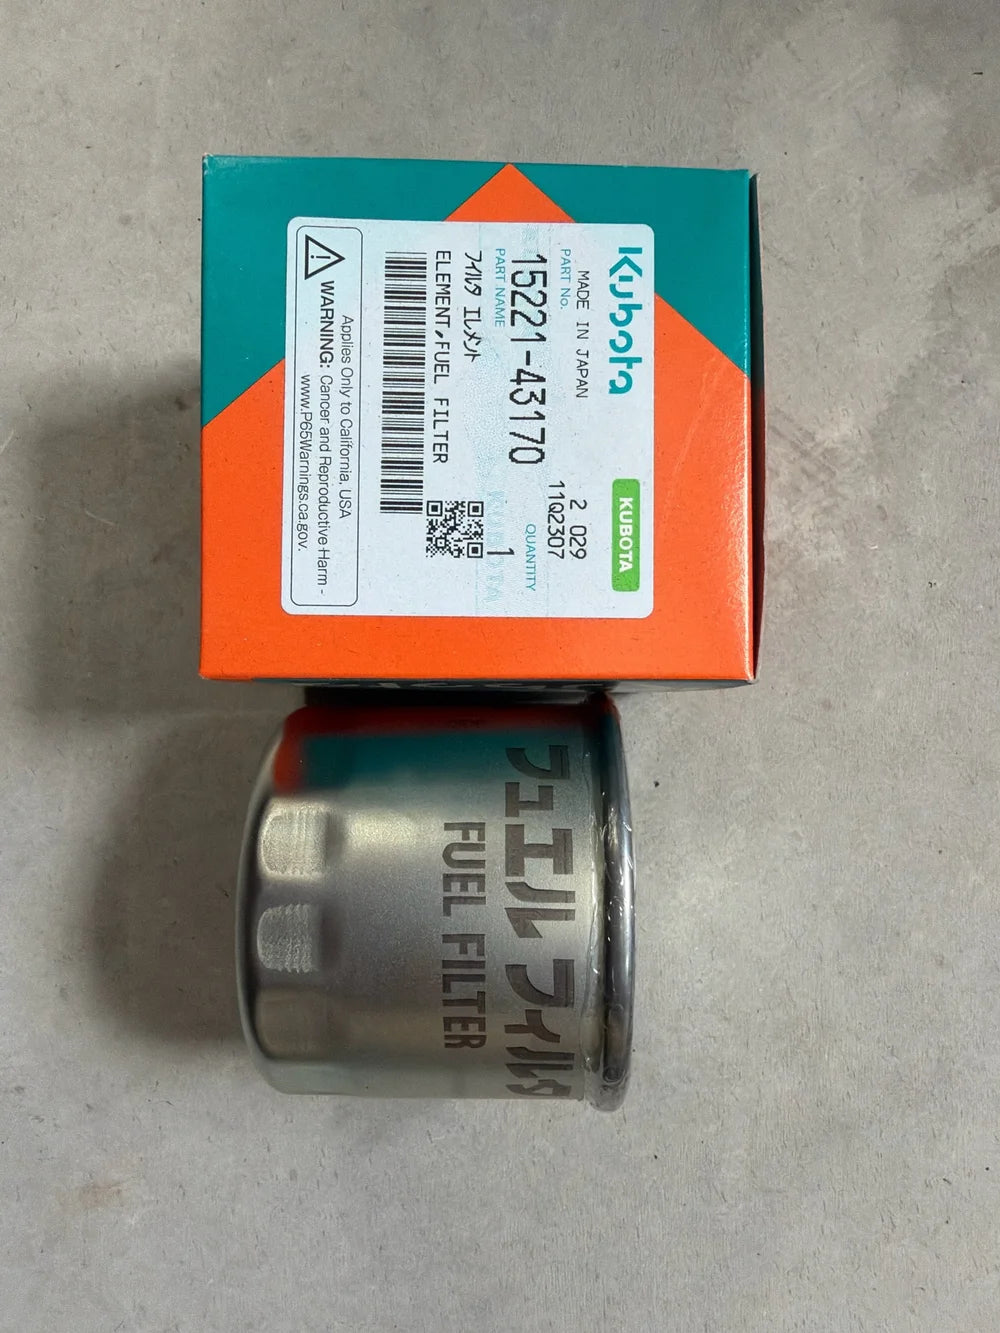 Kubota
KUBOTA
MADE IN JAPAN
2 029
PART No.
11Q2307
15221-43170
QUANTITY
PART NAME
1
フィルタ エレメント
ELEMENT,FUEL FILTER
Applies Only to California, USA
WARNING: Cancer and Reproductive Harm -
www.P65Warnings.ca.gov.
フュエル フィルタ
FUEL FILTER